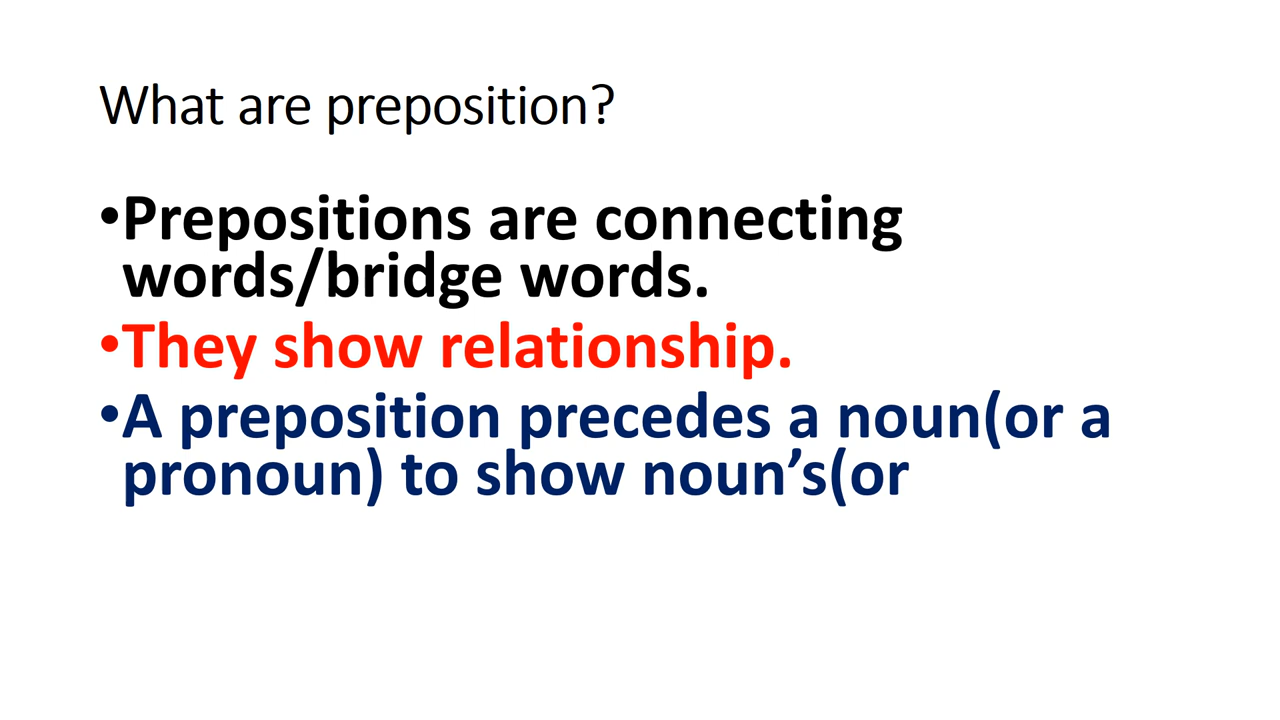 What are preposition?
•Prepositions are connecting
words/bridge words.
•They show relationship.
•A preposition precedes a noun(or a
pronoun) to show noun’s(or